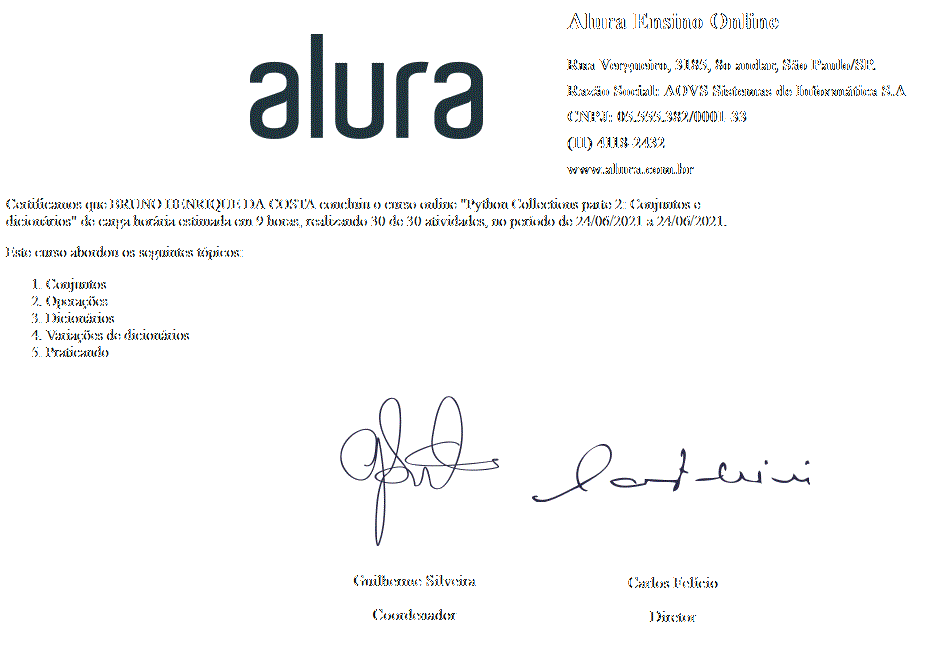 alura
Alura Ensino Online
Rua Vergueiro, 3185, 8o andar, São Paulo/SP.
Razão Social: AOVS Sistemas de Informática S.A
CNPJ: 05.555.382/0001-33
(11) 4118-2432
www.alura.com.br
Certificamos que BRUNO HENRIQUE DA COSTA concluiu o curso online "Python Collections parte 2: Conjuntos e
dicionários" de carga horária estimada em 9 horas, realizando 30 de 30 atividades, no período de 24/06/2021 a 24/06/2021.
Este curso abordou os seguintes tópicos:
1. Conjuntos
2. Operações
3. Dicionários
4. Variações de dicionários
5. Praticando
Guilherme Silveira
Carlos Felício
Coordenador
Diretor